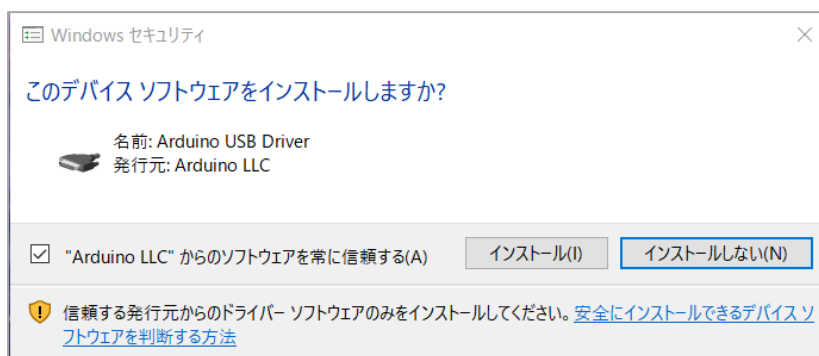 Windows セキュリティ
このデバイス ソフトウェアをインストールしますか?
名前: Arduino USB Driver
発行元: Arduino LLC
"Arduino LLC" からのソフトウェアを常に信頼する(A)
インストール(I)
インストールしない(N)
信頼する発行元からのドライバー ソフトウェアのみをインストールしてください。安全にインストールできるデバイス ソ
フトウェアを判断する方法